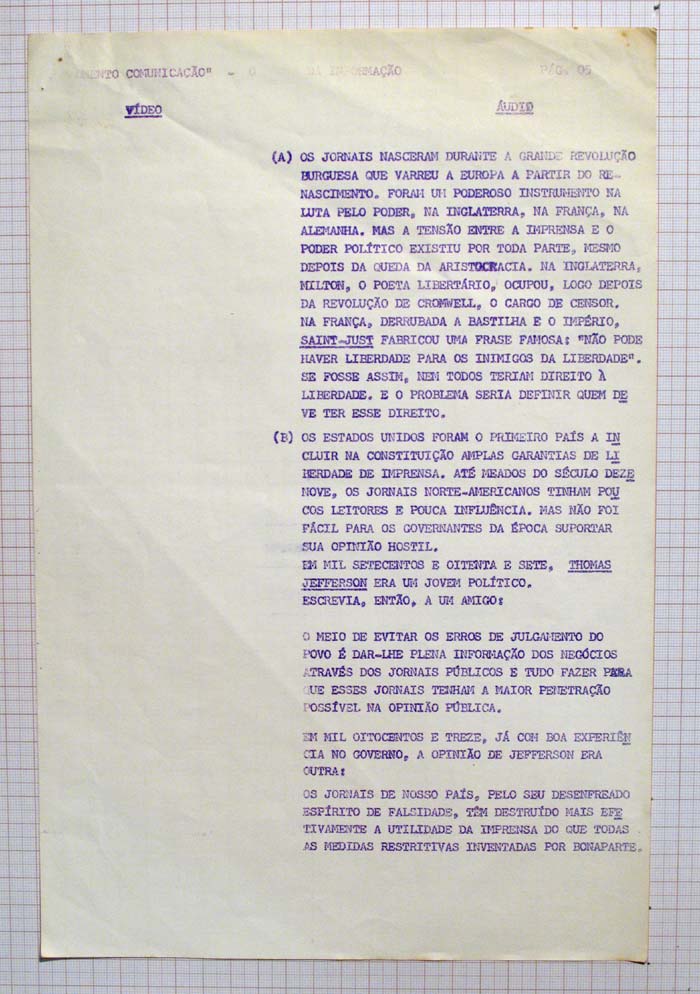 MENTO COMUNICAÇÃO" - O DA INFORMAÇÃO PÁG. 05
VÍDEO ÁUDIO
(A) OS JORNAIS NASCERAM DURANTE A GRANDE REVOLUÇÃO
BURGUESA QUE VARREU A EUROPA A PARTIR DO RE-
NASCIMENTO. FORAM UM PODEROSO INSTRUMENTO NA
LUTA PELO PODER, NA INGLATERRA, NA FRANÇA, NA
ALEMANHA. MAS A TENSÃO ENTRE A IMPRENSA E O
PODER POLÍTICO EXISTIU POR TODA PARTE, MESMO
DEPOIS DA QUEDA DA ARISTOCRACIA. NA INGLATERRA,
MILTON, O POETA LIBERTÁRIO, OCUPOU, LOGO DEPOIS
DA REVOLUÇÃO DE CROMWELL, O CARGO DE CENSOR.
NA FRANÇA, DERRUBADA A BASTILHA E O IMPÉRIO,
SAINT-JUST FABRICOU UMA FRASE FAMOSA: "NÃO PODE
HAVER LIBERDADE PARA OS INIMIGOS DA LIBERDADE".
SE FOSSE ASSIM, NEM TODOS TERIAM DIREITO À
LIBERDADE. E O PROBLEMA SERIA DEFINIR QUEM DE
VE TER ESSE DIREITO.
(B) OS ESTADOS UNIDOS FORAM O PRIMEIRO PAÍS A IN
CLUIR NA CONSTITUIÇÃO AMPLAS GARANTIAS DE LI
BERDADE DE IMPRENSA. ATÉ MEADOS DO SÉCULO DEZE
NOVE, OS JORNAIS NORTE-AMERICANOS TINHAM POU
COS LEITORES E POUCA INFLUÊNCIA. MAS NÃO FOI
FÁCIL PARA OS GOVERNANTES DA ÉPOCA SUPORTAR
SUA OPINIÃO HOSTIL.
EM MIL SETECENTOS E OITENTA E SETE, THOMAS
JEFFERSON ERA UM JOVEM POLÍTICO.
ESCREVIA, ENTÃO, A UM AMIGO:
O MEIO DE EVITAR OS ERROS DE JULGAMENTO DO
POVO É DAR-LHE PLENA INFORMAÇÃO DOS NEGÓCIOS
ATRAVÉS DOS JORNAIS PÚBLICOS E TUDO FAZER PARA
QUE ESSES JORNAIS TENHAM A MAIOR PENETRAÇÃO
POSSÍVEL NA OPINIÃO PÚBLICA.
EM MIL OITOCENTOS E TREZE, JÁ COM BOA EXPERIÊN
CIA NO GOVERNO, A OPINIÃO DE JEFFERSON ERA
OUTRA:
OS JORNAIS DE NOSSO PAÍS, PELO SEU DESENFREADO
ESPÍRITO DE FALSIDADE, TÊM DESTRUÍDO MAIS EFE
TIVAMENTE A UTILIDADE DA IMPRENSA DO QUE TODAS
AS MEDIDAS RESTRITIVAS INVENTADAS POR BONAPARTE.